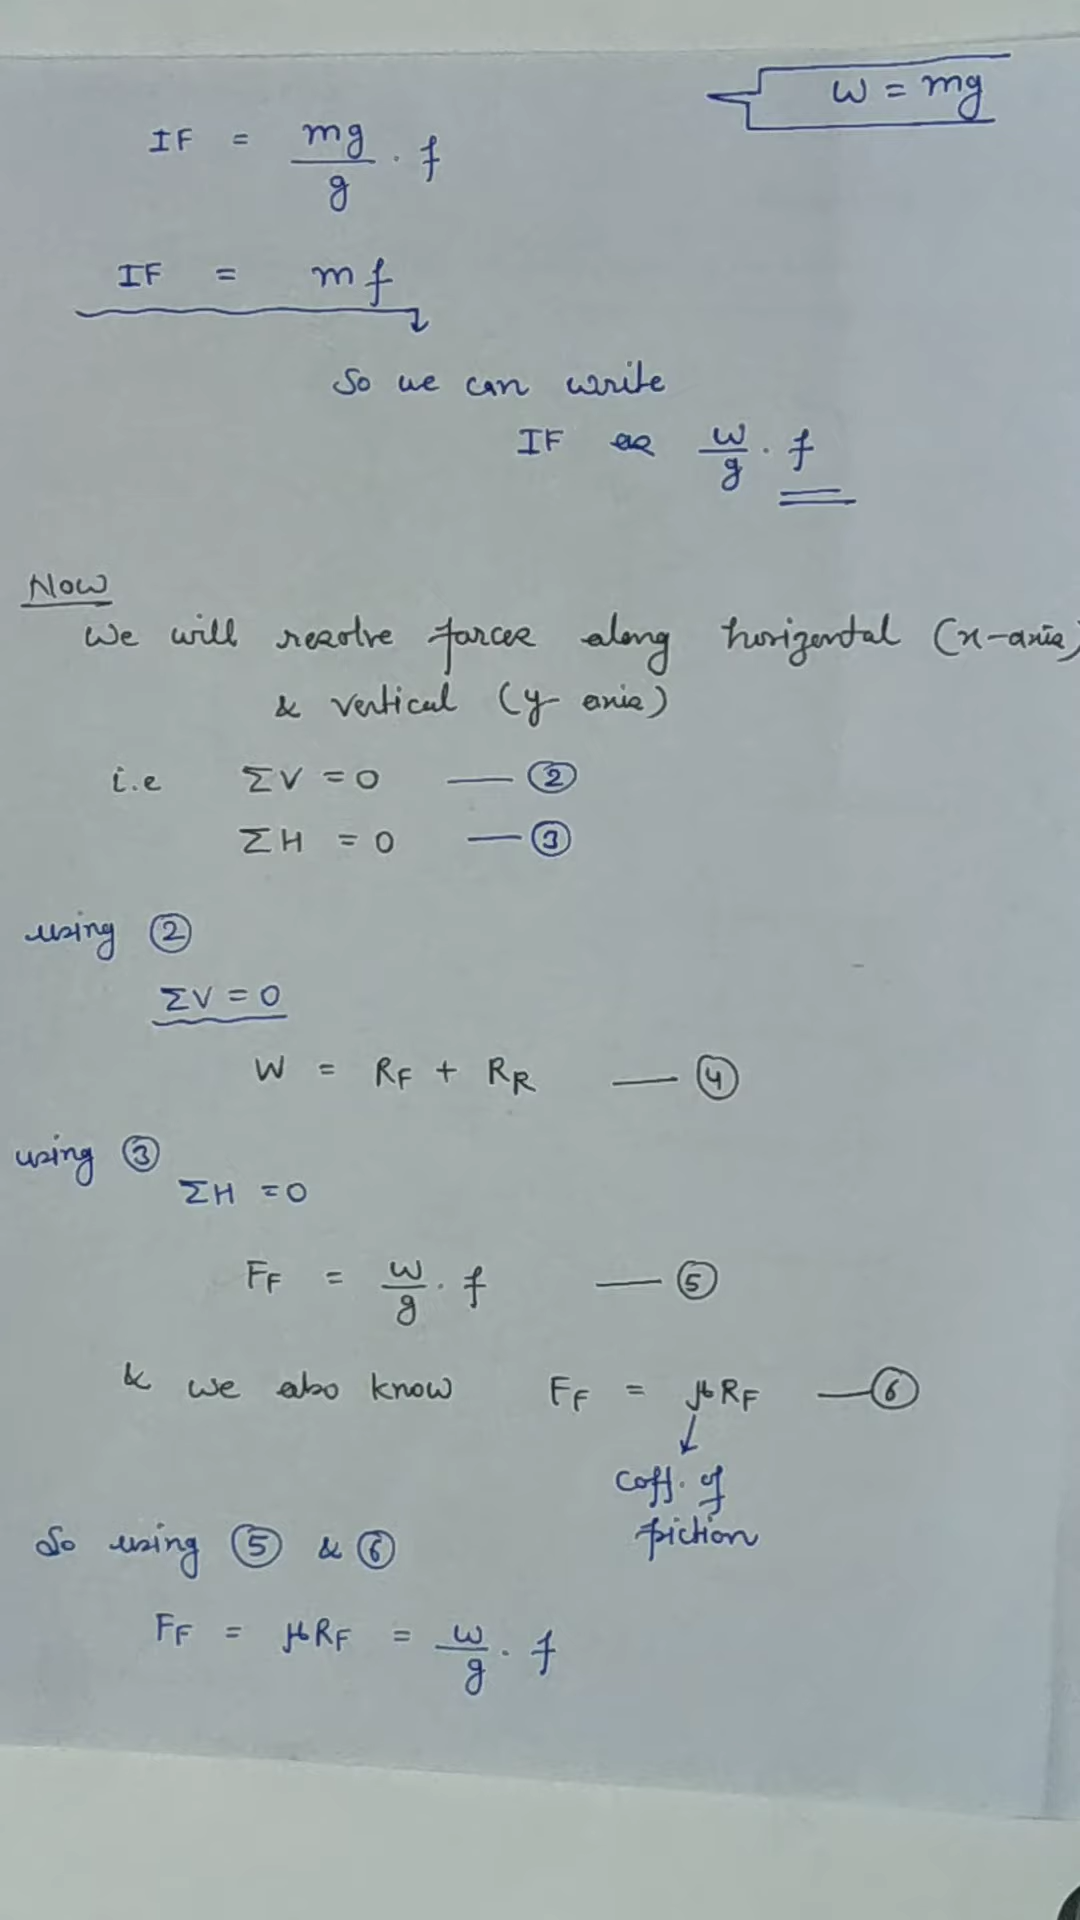 W = mg
IF = mg/g . f
IF = mf
So we can write
IF as w/g . f
Now
We will resolve forces along horizontal (x-axis)
& vertical (y-axis)
i.e ΣV = 0 — ②
ΣH = 0 — ③
using ②
ΣV = 0
W = RF + RR — ④
using ③
ΣH = 0
FF = w/g . f — ⑤
& we also know FF = μRF — ⑥
Coff. of
friction
So using ⑤ & ⑥
FF = μRF = w/g . f